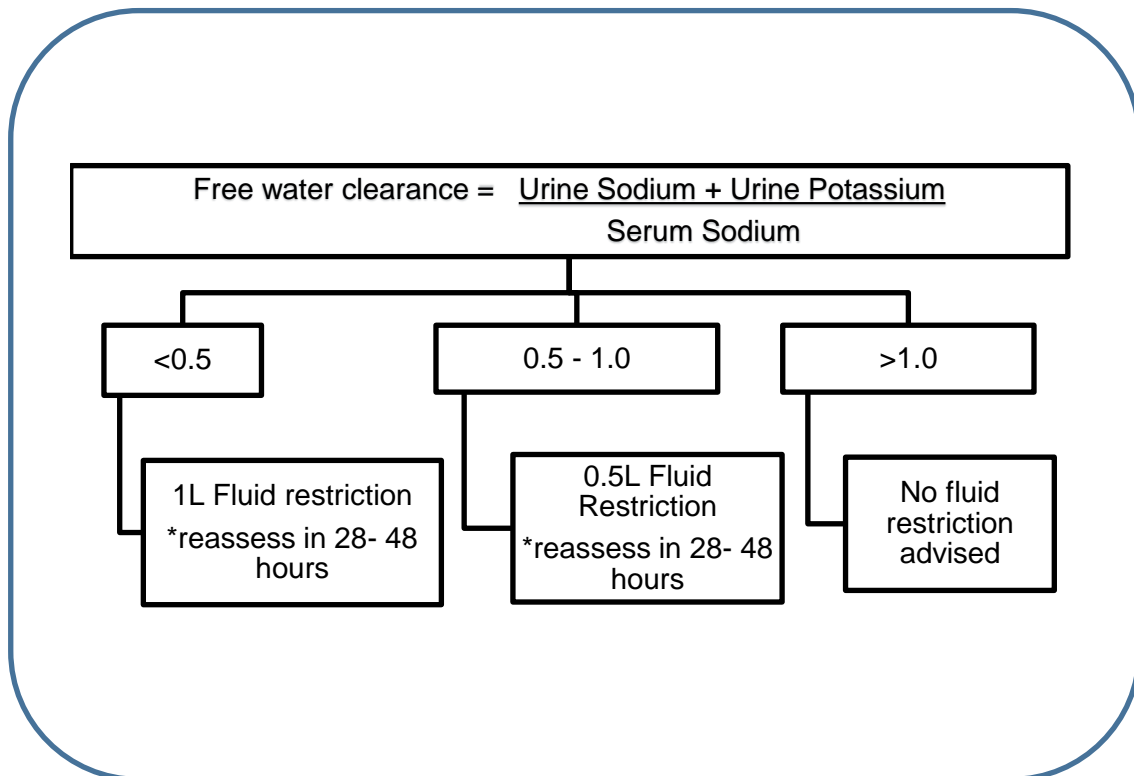 Free water clearance = Urine Sodium + Urine Potassium
Serum Sodium
<0.5
0.5 - 1.0
>1.0
1L Fluid restriction
*reassess in 28- 48
hours
0.5L Fluid
Restriction
*reassess in 28- 48
hours
No fluid
restriction
advised